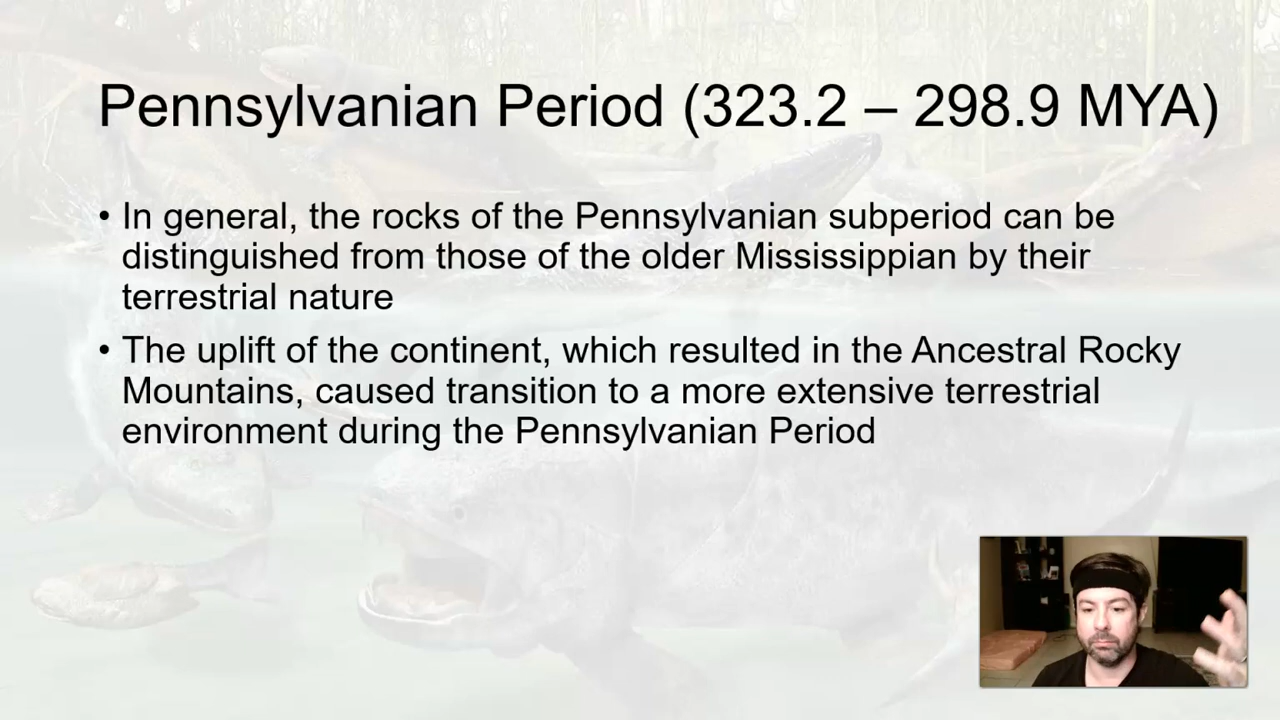 Pennsylvanian Period (323.2 – 298.9 MYA)
• In general, the rocks of the Pennsylvanian subperiod can be
distinguished from those of the older Mississippian by their
terrestrial nature
• The uplift of the continent, which resulted in the Ancestral Rocky
Mountains, caused transition to a more extensive terrestrial
environment during the Pennsylvanian Period